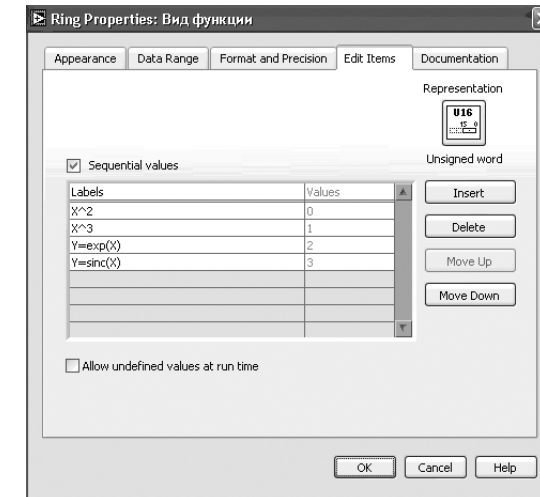 Ring Properties: Вид функции
Appearance Data Range Format and Precision Edit Items Documentation
Representation
U16
15 0
Unsigned word
Sequential values
Labels Values Insert
X^2 0
X^3 1 Delete
Y=exp(X) 2
Y=sinc(X) 3 Move Up
Move Down
Allow undefined values at run time
OK Cancel Help